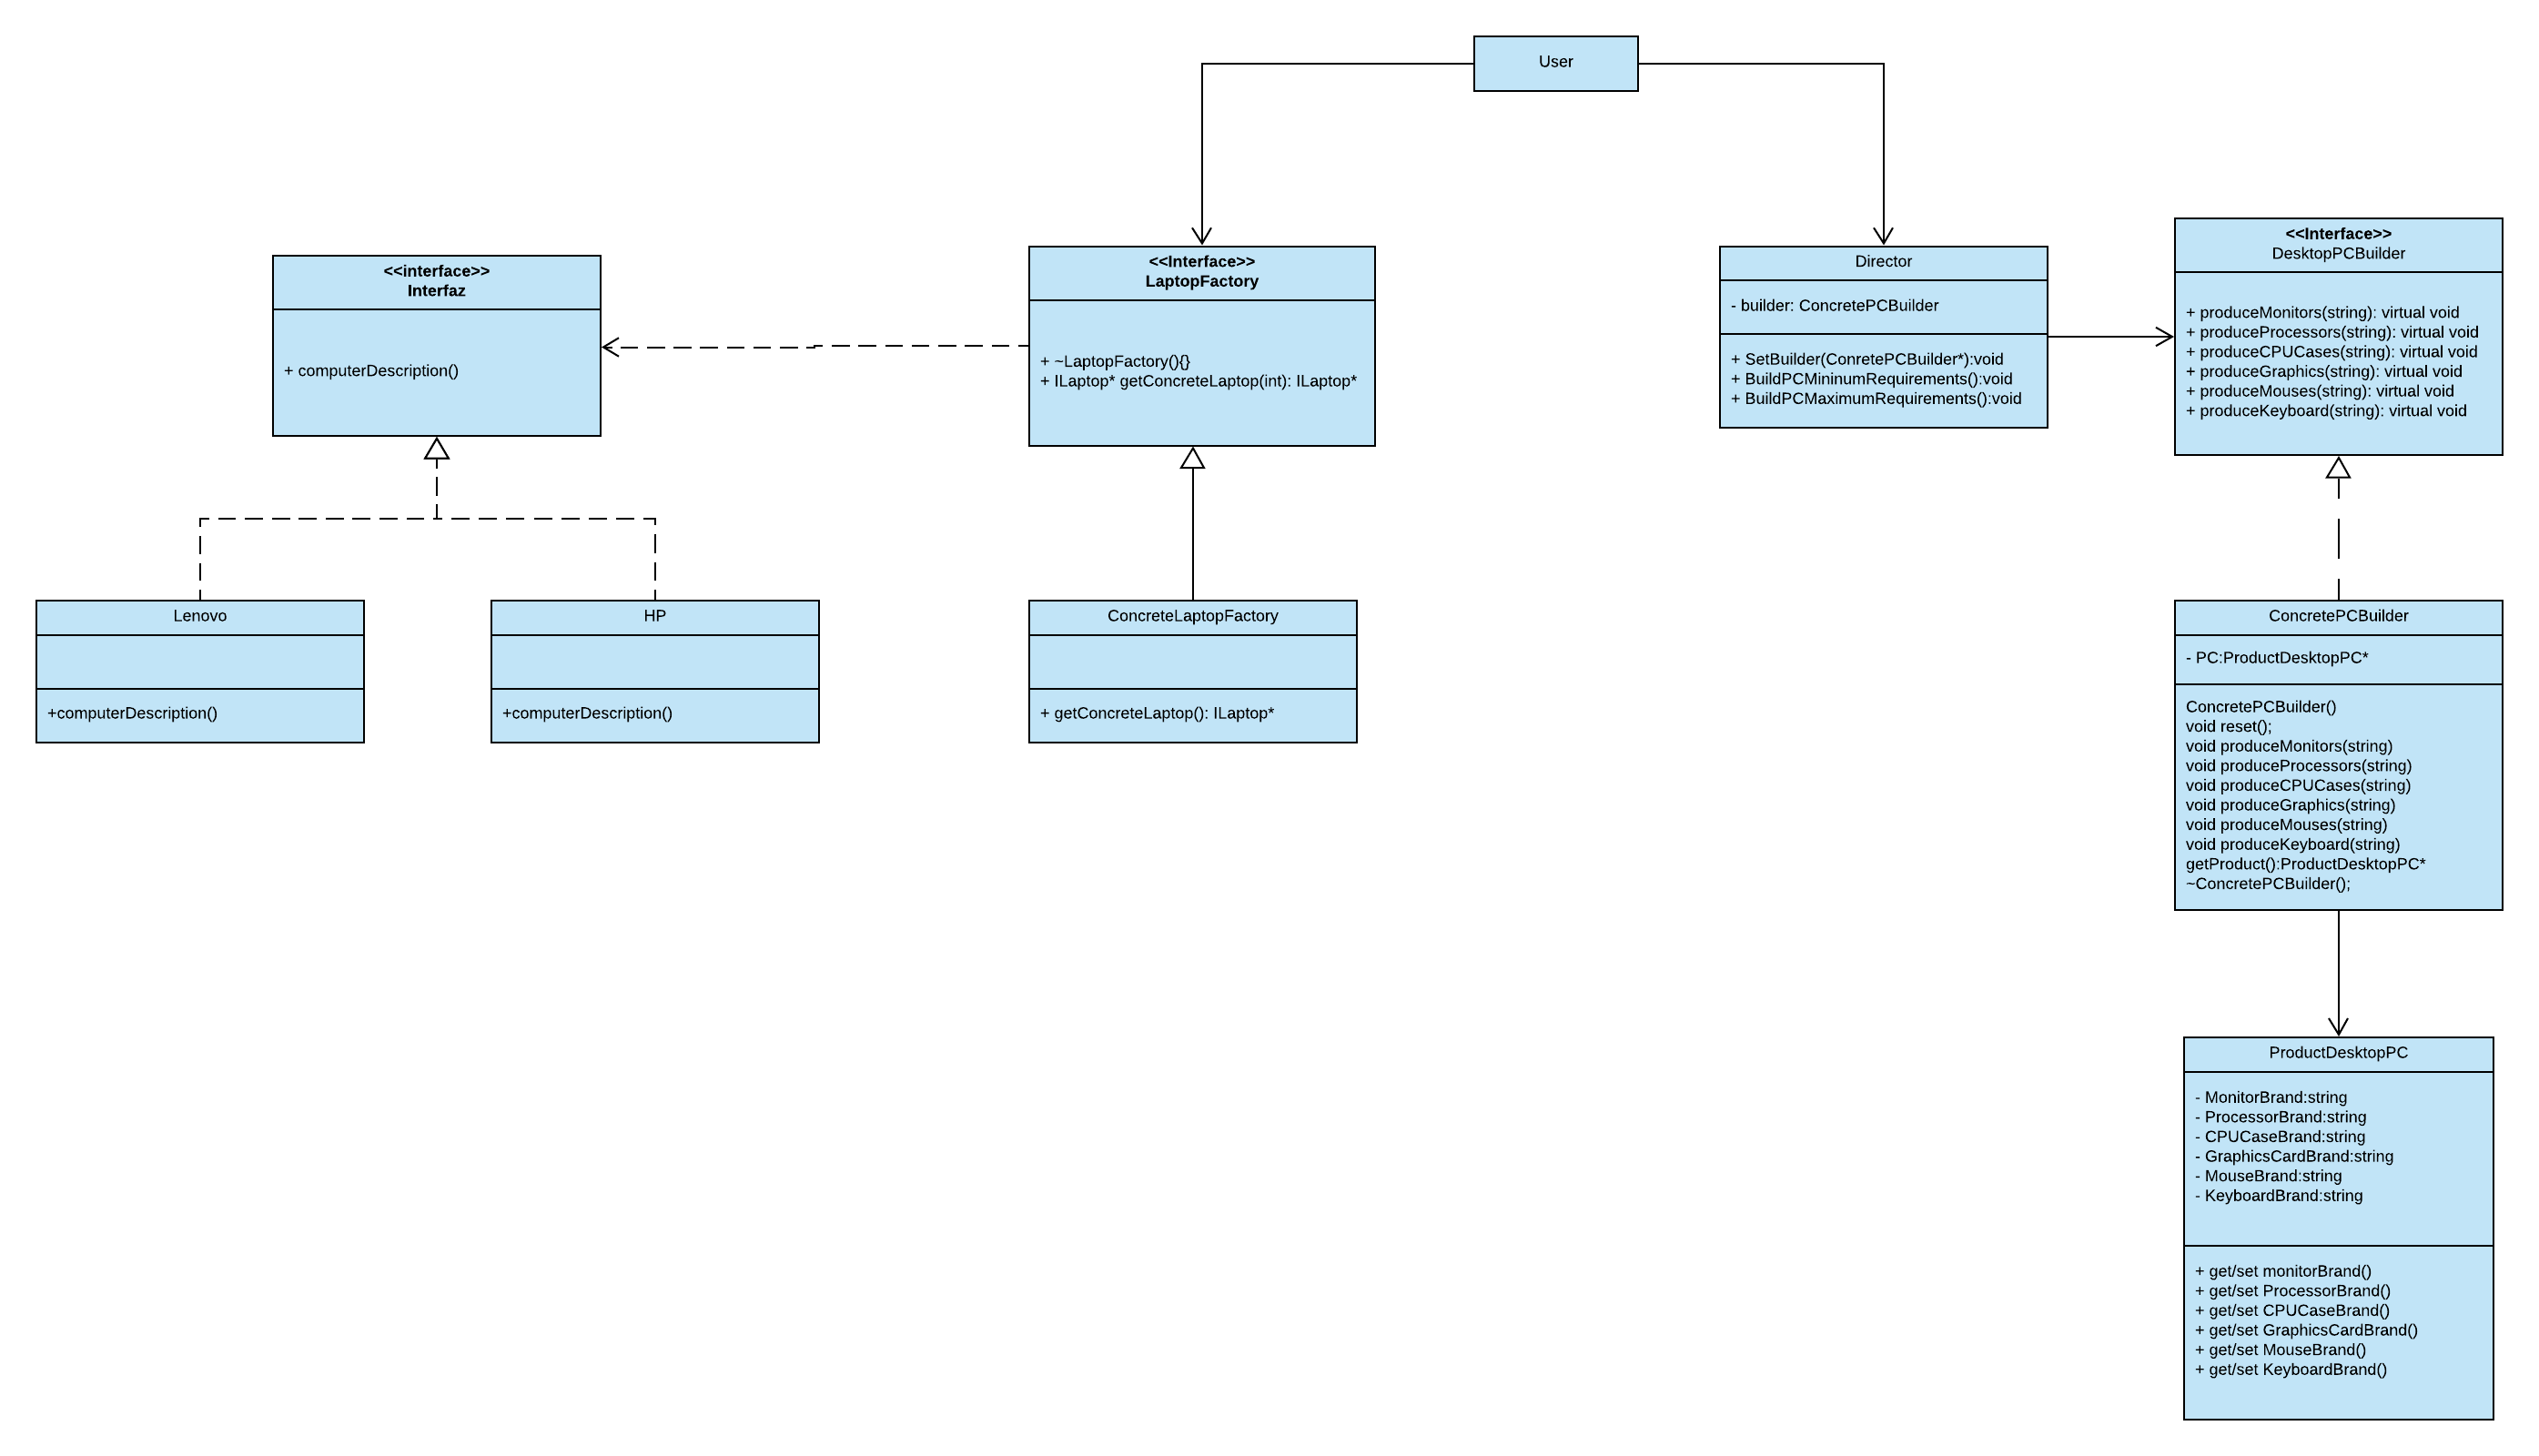 User
<<interface>>
Interfaz
+ computerDescription()
<<Interface>>
LaptopFactory
+ ~LaptopFactory(){}
+ ILaptop* getConcreteLaptop(int): ILaptop*
Director
- builder: ConcretePCBuilder
+ SetBuilder(ConretePCBuilder*):void
+ BuildPCMininumRequirements():void
+ BuildPCMaximumRequirements():void
<<Interface>>
DesktopPCBuilder
+ produceMonitors(string): virtual void
+ produceProcessors(string): virtual void
+ produceCPUCases(string): virtual void
+ produceGraphics(string): virtual void
+ produceMouses(string): virtual void
+ produceKeyboard(string): virtual void
Lenovo
+computerDescription()
HP
+computerDescription()
ConcreteLaptopFactory
+ getConcreteLaptop(): ILaptop*
ConcretePCBuilder
- PC:ProductDesktopPC*
ConcretePCBuilder()
void reset();
void produceMonitors(string)
void produceProcessors(string)
void produceCPUCases(string)
void produceGraphics(string)
void produceMouses(string)
void produceKeyboard(string)
getProduct():ProductDesktopPC*
~ConcretePCBuilder();
ProductDesktopPC
- MonitorBrand:string
- ProcessorBrand:string
- CPUCaseBrand:string
- GraphicsCardBrand:string
- MouseBrand:string
- KeyboardBrand:string
+ get/set monitorBrand()
+ get/set ProcessorBrand()
+ get/set CPUCaseBrand()
+ get/set GraphicsCardBrand()
+ get/set MouseBrand()
+ get/set KeyboardBrand()